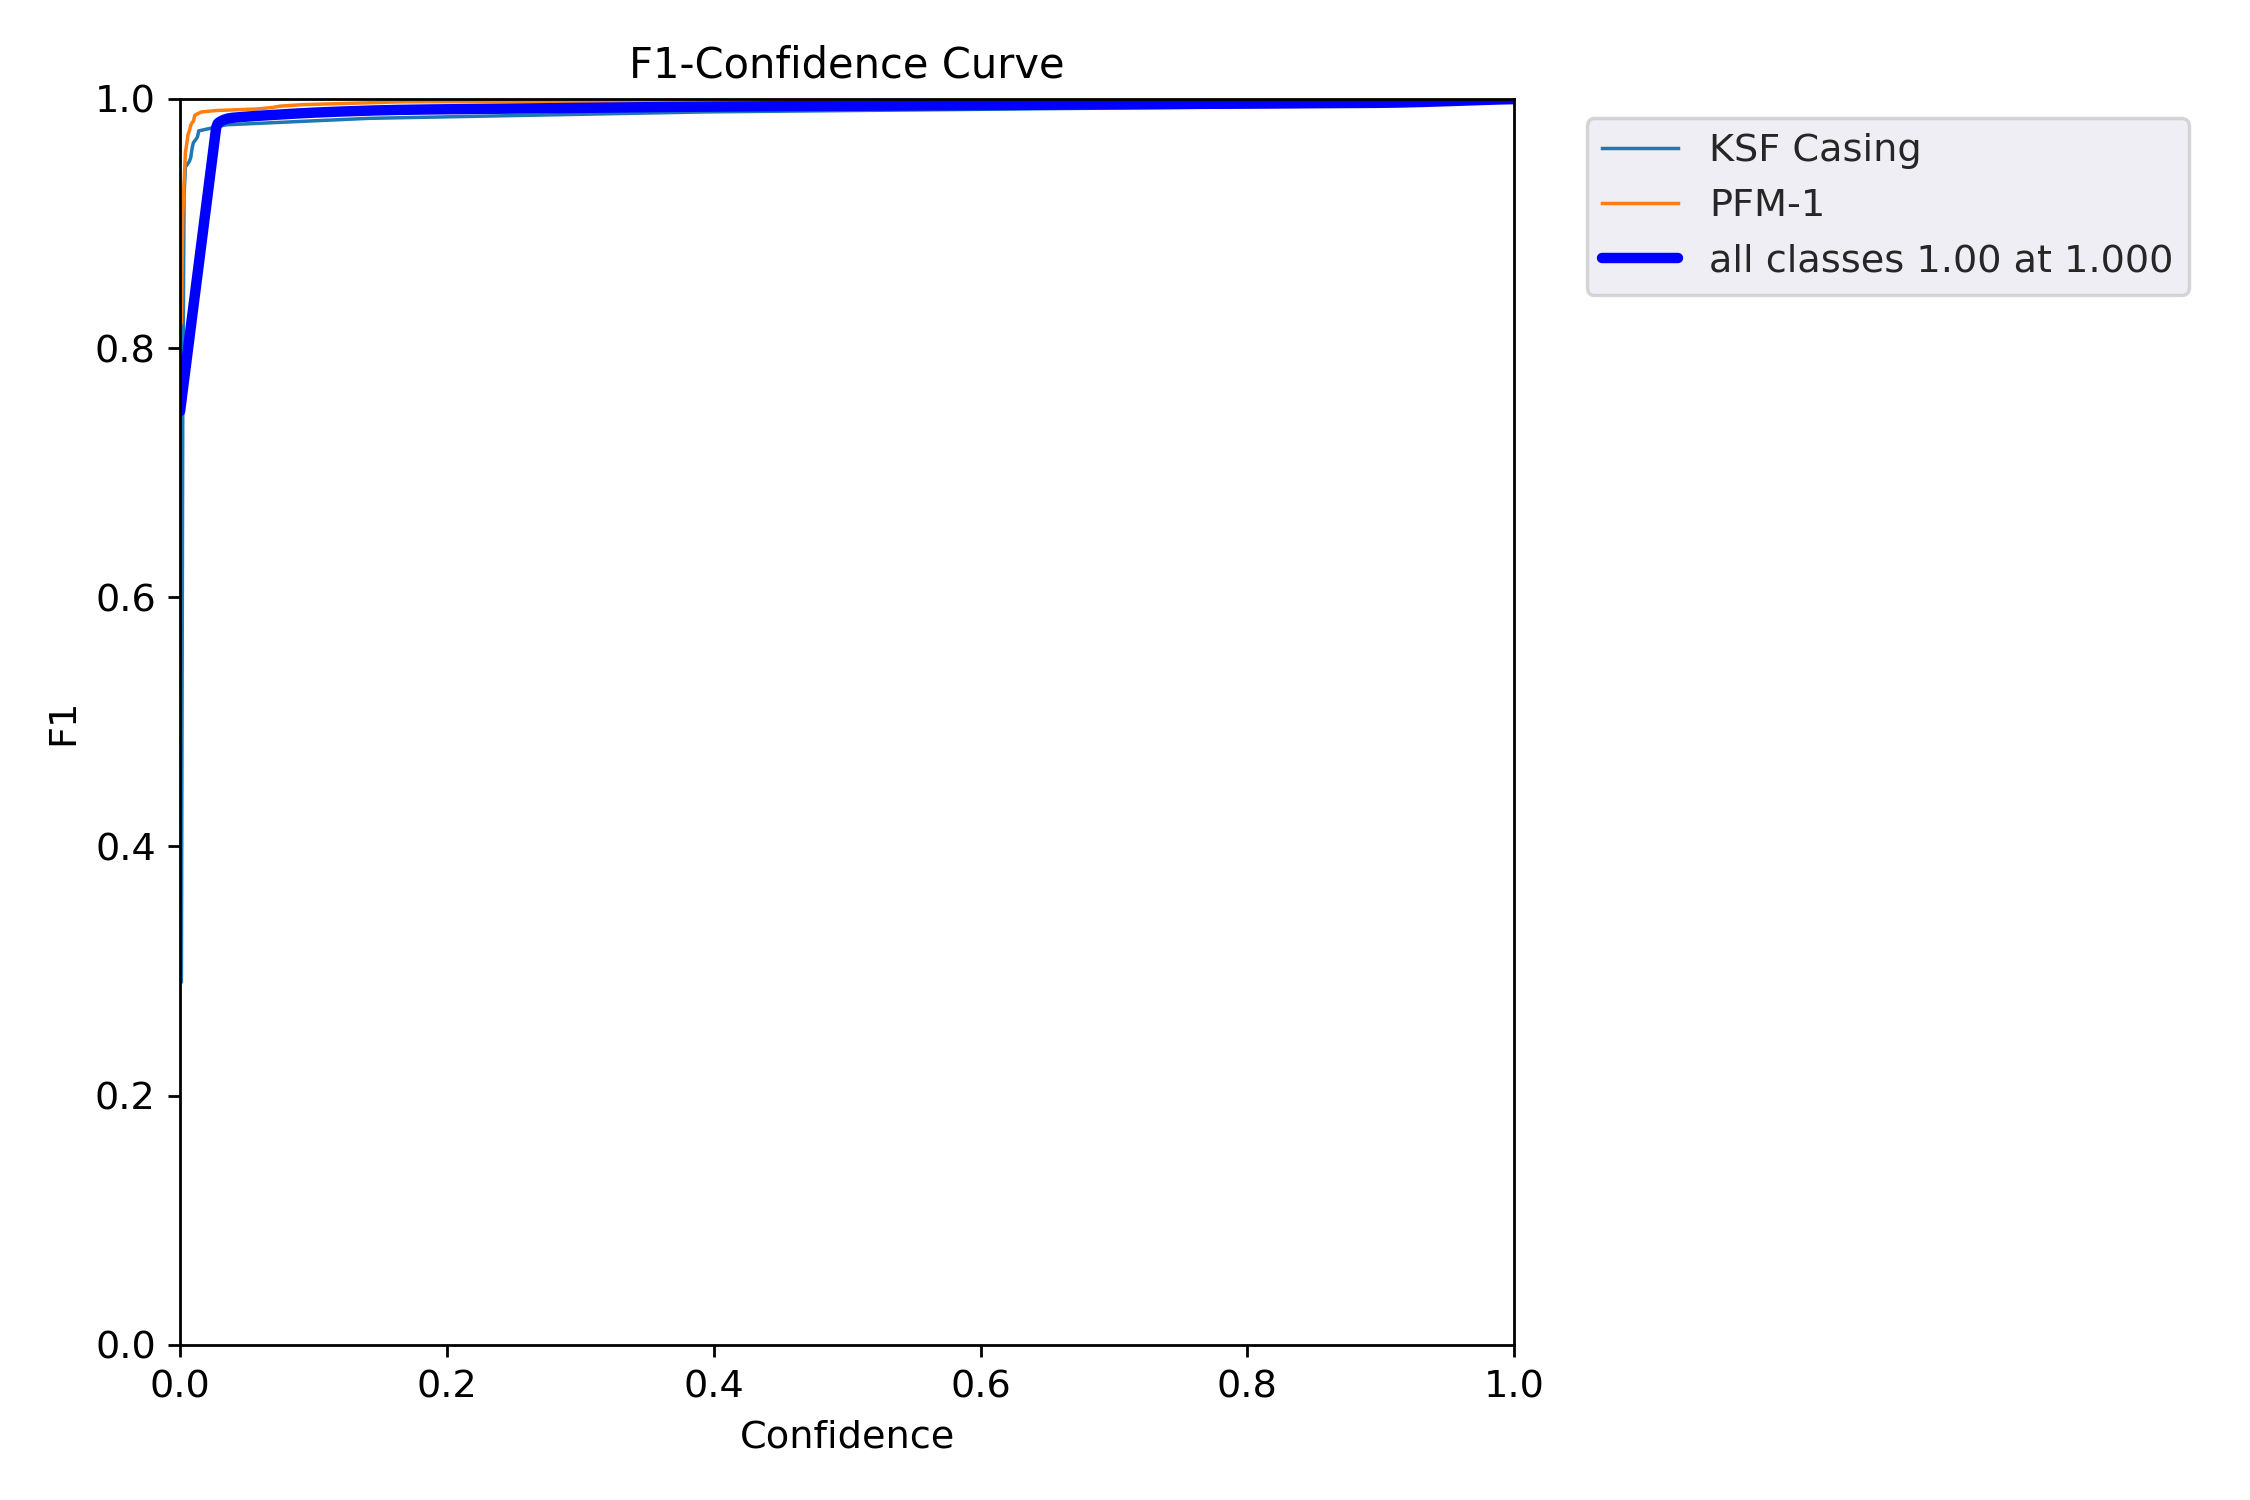 F1-Confidence Curve
1.0
0.8
0.6
0.4
0.2
0.0
F1
0.0 0.2 0.4 0.6 0.8 1.0
Confidence
KSF Casing
PFM-1
all classes 1.00 at 1.000